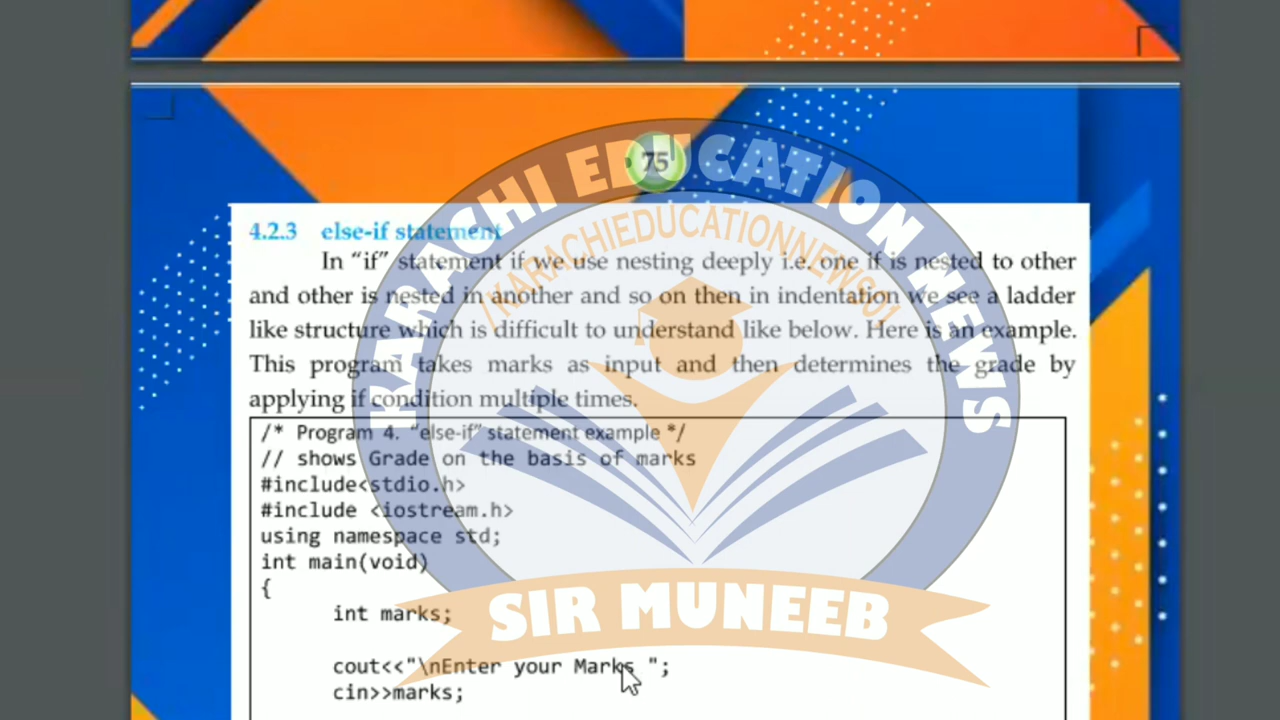 75
KARACHI EDUCATION NEWS
/KARACHIEDUCATIONNEWS01
4.2.3 else-if statement
In “if” statement if we use nesting deeply i.e. one if is nested to other
and other is nested in another and so on then in indentation we see a ladder
like structure which is difficult to understand like below. Here is an example.
This program takes marks as input and then determines the grade by
applying if condition multiple times.
/* Program 4. “else-if” statement example */
// shows Grade on the basis of marks
#include<stdio.h>
#include <iostream.h>
using namespace std;
int main(void)
{
int marks;
SIR MUNEEB
cout<<"\nEnter your Marks ";
cin>>marks;